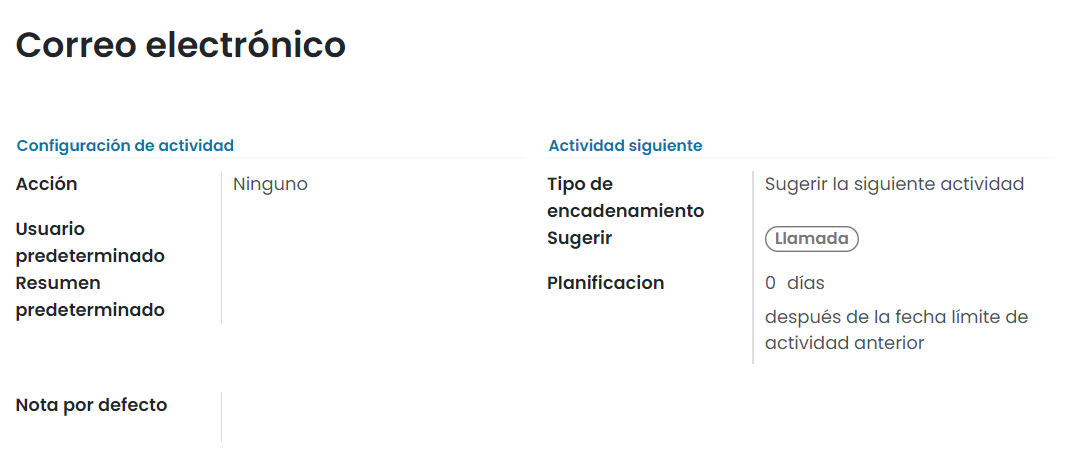 Correo electrónico
Configuración de actividad
Acción
Ninguno
Usuario
predeterminado
Resumen
predeterminado
Nota por defecto
Actividad siguiente
Tipo de
encadenamiento
Sugerir la siguiente actividad
Sugerir
Llamada
Planificacion
0 días
después de la fecha límite de
actividad anterior